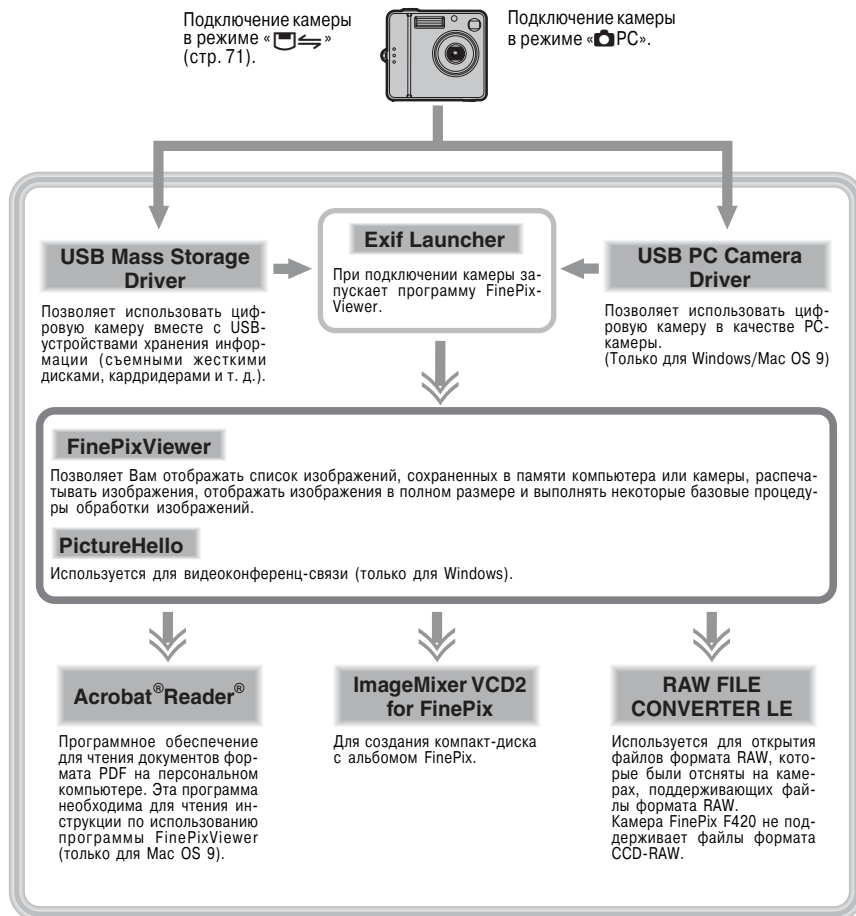 Подключение камеры
в режиме « »
(стр. 71).
Подключение камеры
в режиме « PC».
USB Mass Storage
Driver
Позволяет использовать циф-
ровую камеру вместе с USB-
устройствами хранения инфор-
мации (съемными жесткими
дисками, кардридерами и т. д.).
Exif Launcher
При подключении камеры за-
пускает программу FinePix-
Viewer.
USB PC Camera
Driver
Позволяет использовать циф-
ровую камеру в качестве PC-
камеры.
(Только для Windows/Mac OS 9)
FinePixViewer
Позволяет Вам отображать список изображений, сохраненных в памяти компьютера или камеры, распеча-
тывать изображения, отображать изображения в полном размере и выполнять некоторые базовые процеду-
ры обработки изображений.
PictureHello
Используется для видеоконференц-связи (только для Windows).
Acrobat®Reader®
Программное обеспечение
для чтения документов фор-
мата PDF на персональном
компьютере. Эта программа
необходима для чтения ин-
струкции по использованию
программы FinePixViewer
(только для Mac OS 9).
ImageMixer VCD2
for FinePix
Для создания компакт-диска
с альбомом FinePix.
RAW FILE
CONVERTER LE
Используется для открытия
файлов формата RAW, кото-
рые были отсняты на каме-
рах, поддерживающих фай-
лы формата RAW.
Камера FinePix F420 не под-
держивает файлы формата
CCD-RAW.